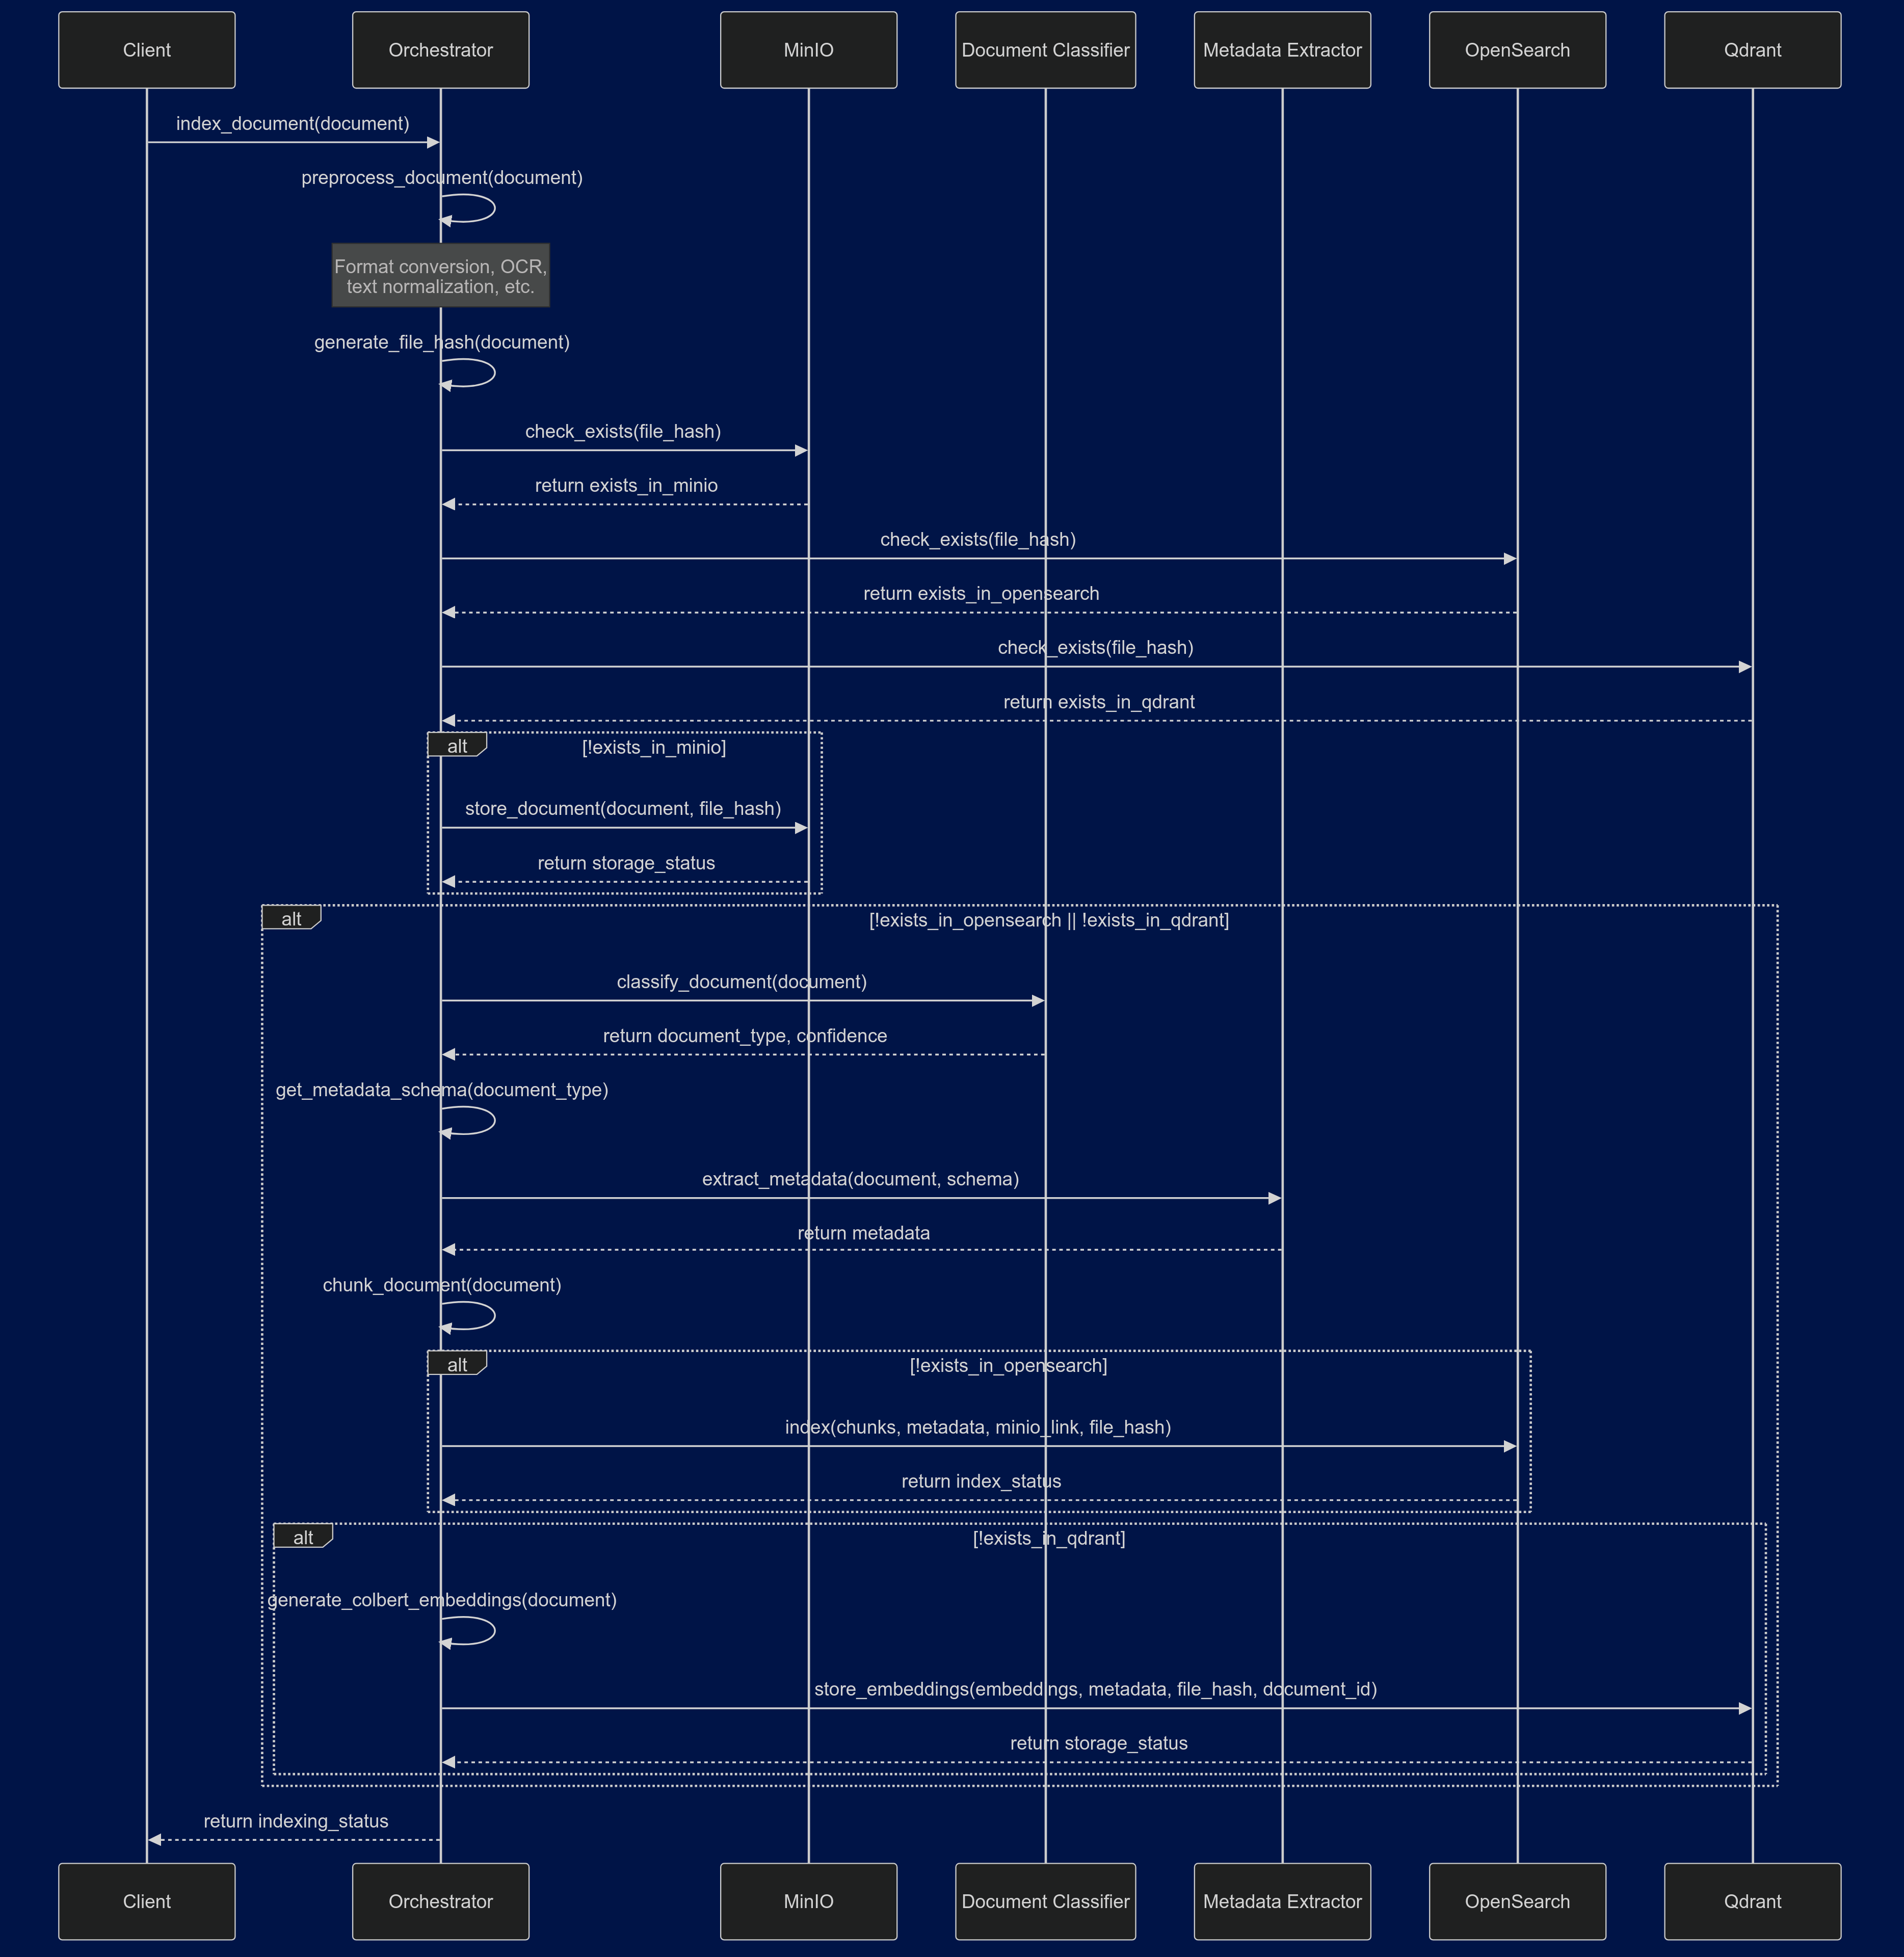 Client
Orchestrator
MinIO
Document Classifier
Metadata Extractor
OpenSearch
Qdrant
index_document(document)
preprocess_document(document)
Format conversion, OCR,
text normalization, etc.
generate_file_hash(document)
check_exists(file_hash)
return exists_in_minio
check_exists(file_hash)
return exists_in_opensearch
check_exists(file_hash)
return exists_in_qdrant
alt
[!exists_in_minio]
store_document(document, file_hash)
return storage_status
alt
[!exists_in_opensearch || !exists_in_qdrant]
classify_document(document)
return document_type, confidence
get_metadata_schema(document_type)
extract_metadata(document, schema)
return metadata
chunk_document(document)
alt
[!exists_in_opensearch]
index(chunks, metadata, minio_link, file_hash)
return index_status
alt
[!exists_in_qdrant]
generate_colbert_embeddings(document)
store_embeddings(embeddings, metadata, file_hash, document_id)
return storage_status
return indexing_status
Client
Orchestrator
MinIO
Document Classifier
Metadata Extractor
OpenSearch
Qdrant